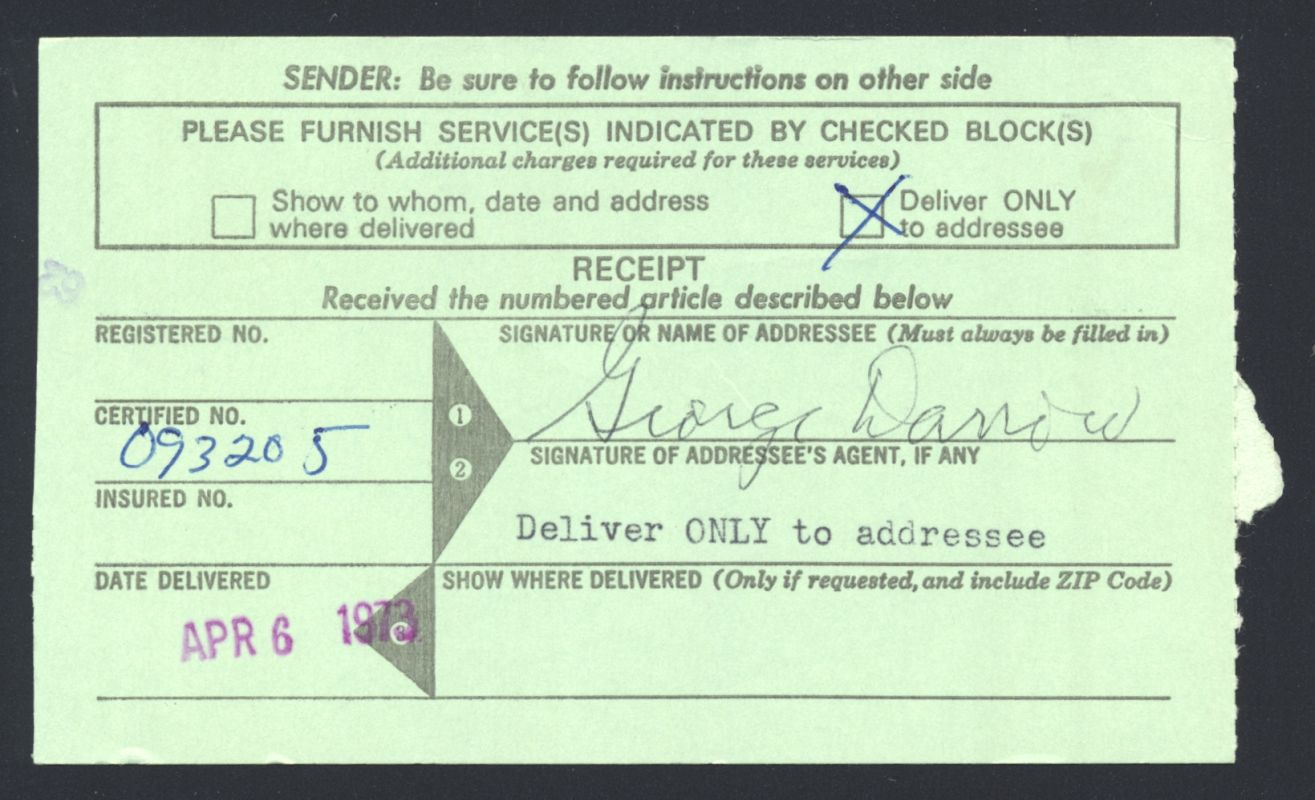 SENDER: Be sure to follow instructions on other side
PLEASE FURNISH SERVICE(S) INDICATED BY CHECKED BLOCK(S)
(Additional charges required for these services)
Show to whom, date and address
where delivered
Deliver ONLY
to addressee
RECEIPT
Received the numbered article described below
REGISTERED NO.
SIGNATURE OR NAME OF ADDRESSEE (Must always be filled in)
CERTIFIED NO.
093205
1
George Darrow
2
SIGNATURE OF ADDRESSEE'S AGENT, IF ANY
INSURED NO.
Deliver ONLY to addressee
DATE DELIVERED
SHOW WHERE DELIVERED (Only if requested, and include ZIP Code)
APR 6 1973
3